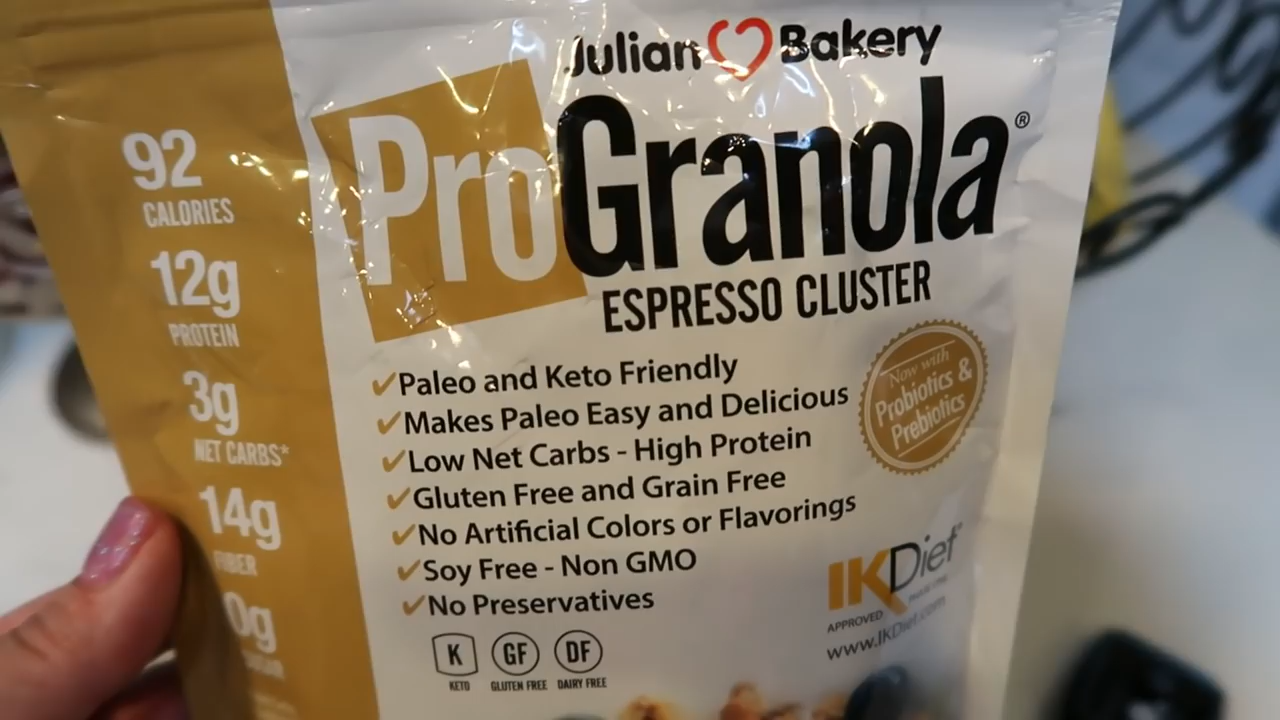 Julian Bakery
ProGranola®
ESPRESSO CLUSTER
92
CALORIES
12g
PROTEIN
3g
NET CARBS*
14g
FIBER
0g
✓Paleo and Keto Friendly
✓Makes Paleo Easy and Delicious
✓Low Net Carbs - High Protein
✓Gluten Free and Grain Free
✓No Artificial Colors or Flavorings
✓Soy Free - Non GMO
✓No Preservatives
Now with
Probiotics &
Prebiotics
IKDiet
APPROVED
www.IKDiet.com
K
KETO
GF
GLUTEN FREE
DF
DAIRY FREE